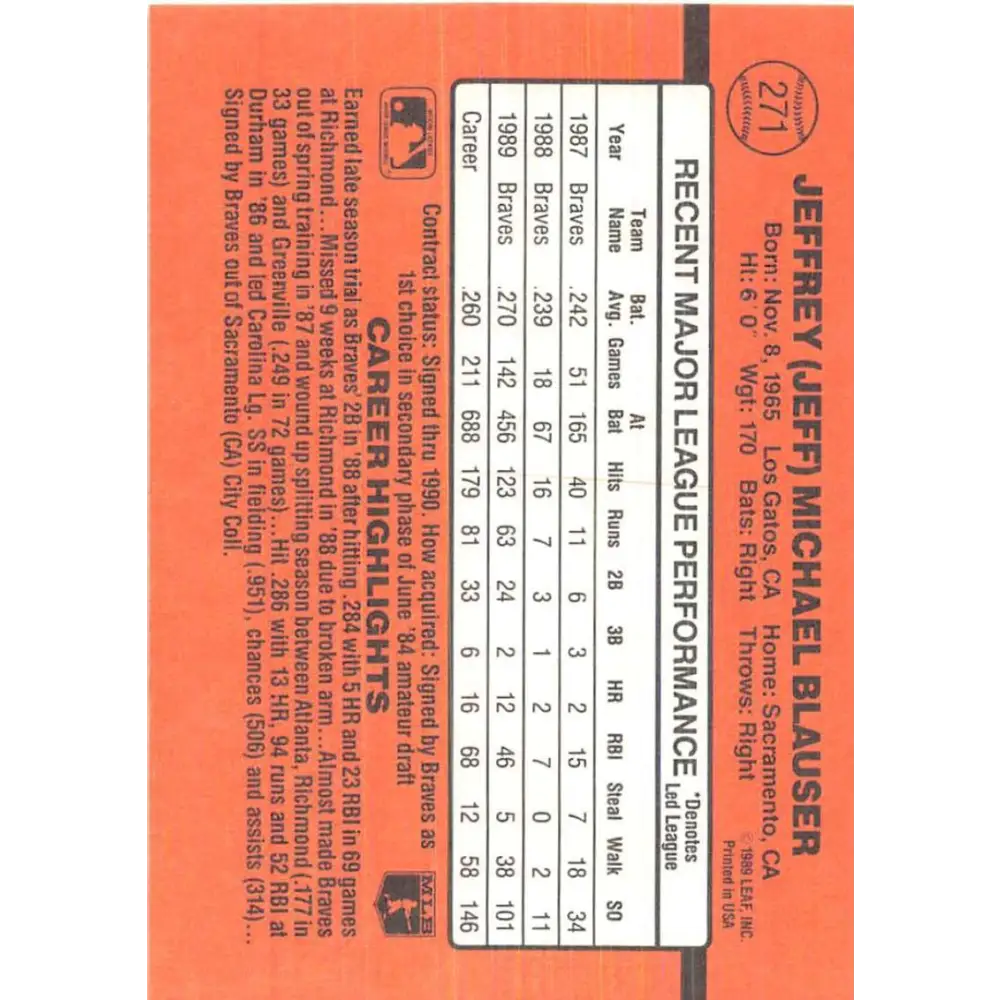 271
JEFFREY (JEFF) MICHAEL BLAUSER
Born: Nov. 8, 1965 Los Gatos, CA Home: Sacramento, CA
Ht: 6' 0" Wgt: 170 Bats: Right Throws: Right
© 1989 LEAF, INC.
Printed in USA
RECENT MAJOR LEAGUE PERFORMANCE
*Denotes
Led League
Team Bat. At
Year Name Avg. Games Bat Hits Runs 2B 3B HR RBI Steal Walk SO
1987 Braves .242 51 165 40 11 6 3 2 15 7 18 34
1988 Braves .239 18 67 16 7 3 1 2 7 0 2 11
1989 Braves .270 142 456 123 63 24 2 12 46 5 38 101
Career .260 211 688 179 81 33 6 16 68 12 58 146
Contract status: Signed thru 1990. How acquired: Signed by Braves as
1st choice in secondary phase of June '84 amateur draft
MLB
CAREER HIGHLIGHTS
Earned late season trial as Braves' 2B in '88 after hitting .284 with 5 HR and 23 RBI in 69 games
at Richmond...Missed 9 weeks at Richmond in '88 due to broken arm...Almost made Braves
out of spring training in '87 and wound up splitting season between Atlanta, Richmond (.177 in
33 games) and Greenville (.249 in 72 games)...Hit .286 with 13 HR, 94 runs and 52 RBI at
Durham in '86 and led Carolina Lg. SS in fielding (.951), chances (506) and assists (314)...
Signed by Braves out of Sacramento (CA) City Coll.